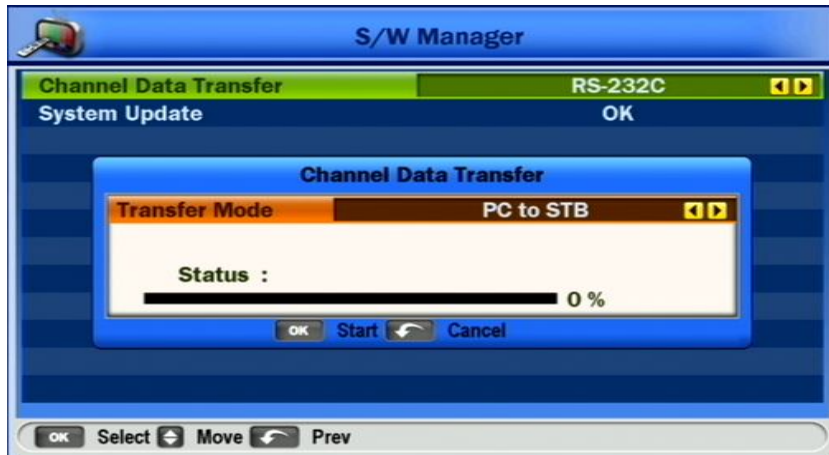 S/W Manager
Channel Data Transfer RS-232C
System Update OK
Channel Data Transfer
Transfer Mode PC to STB
Status :
0 %
OK Start Cancel
OK Select Move Prev